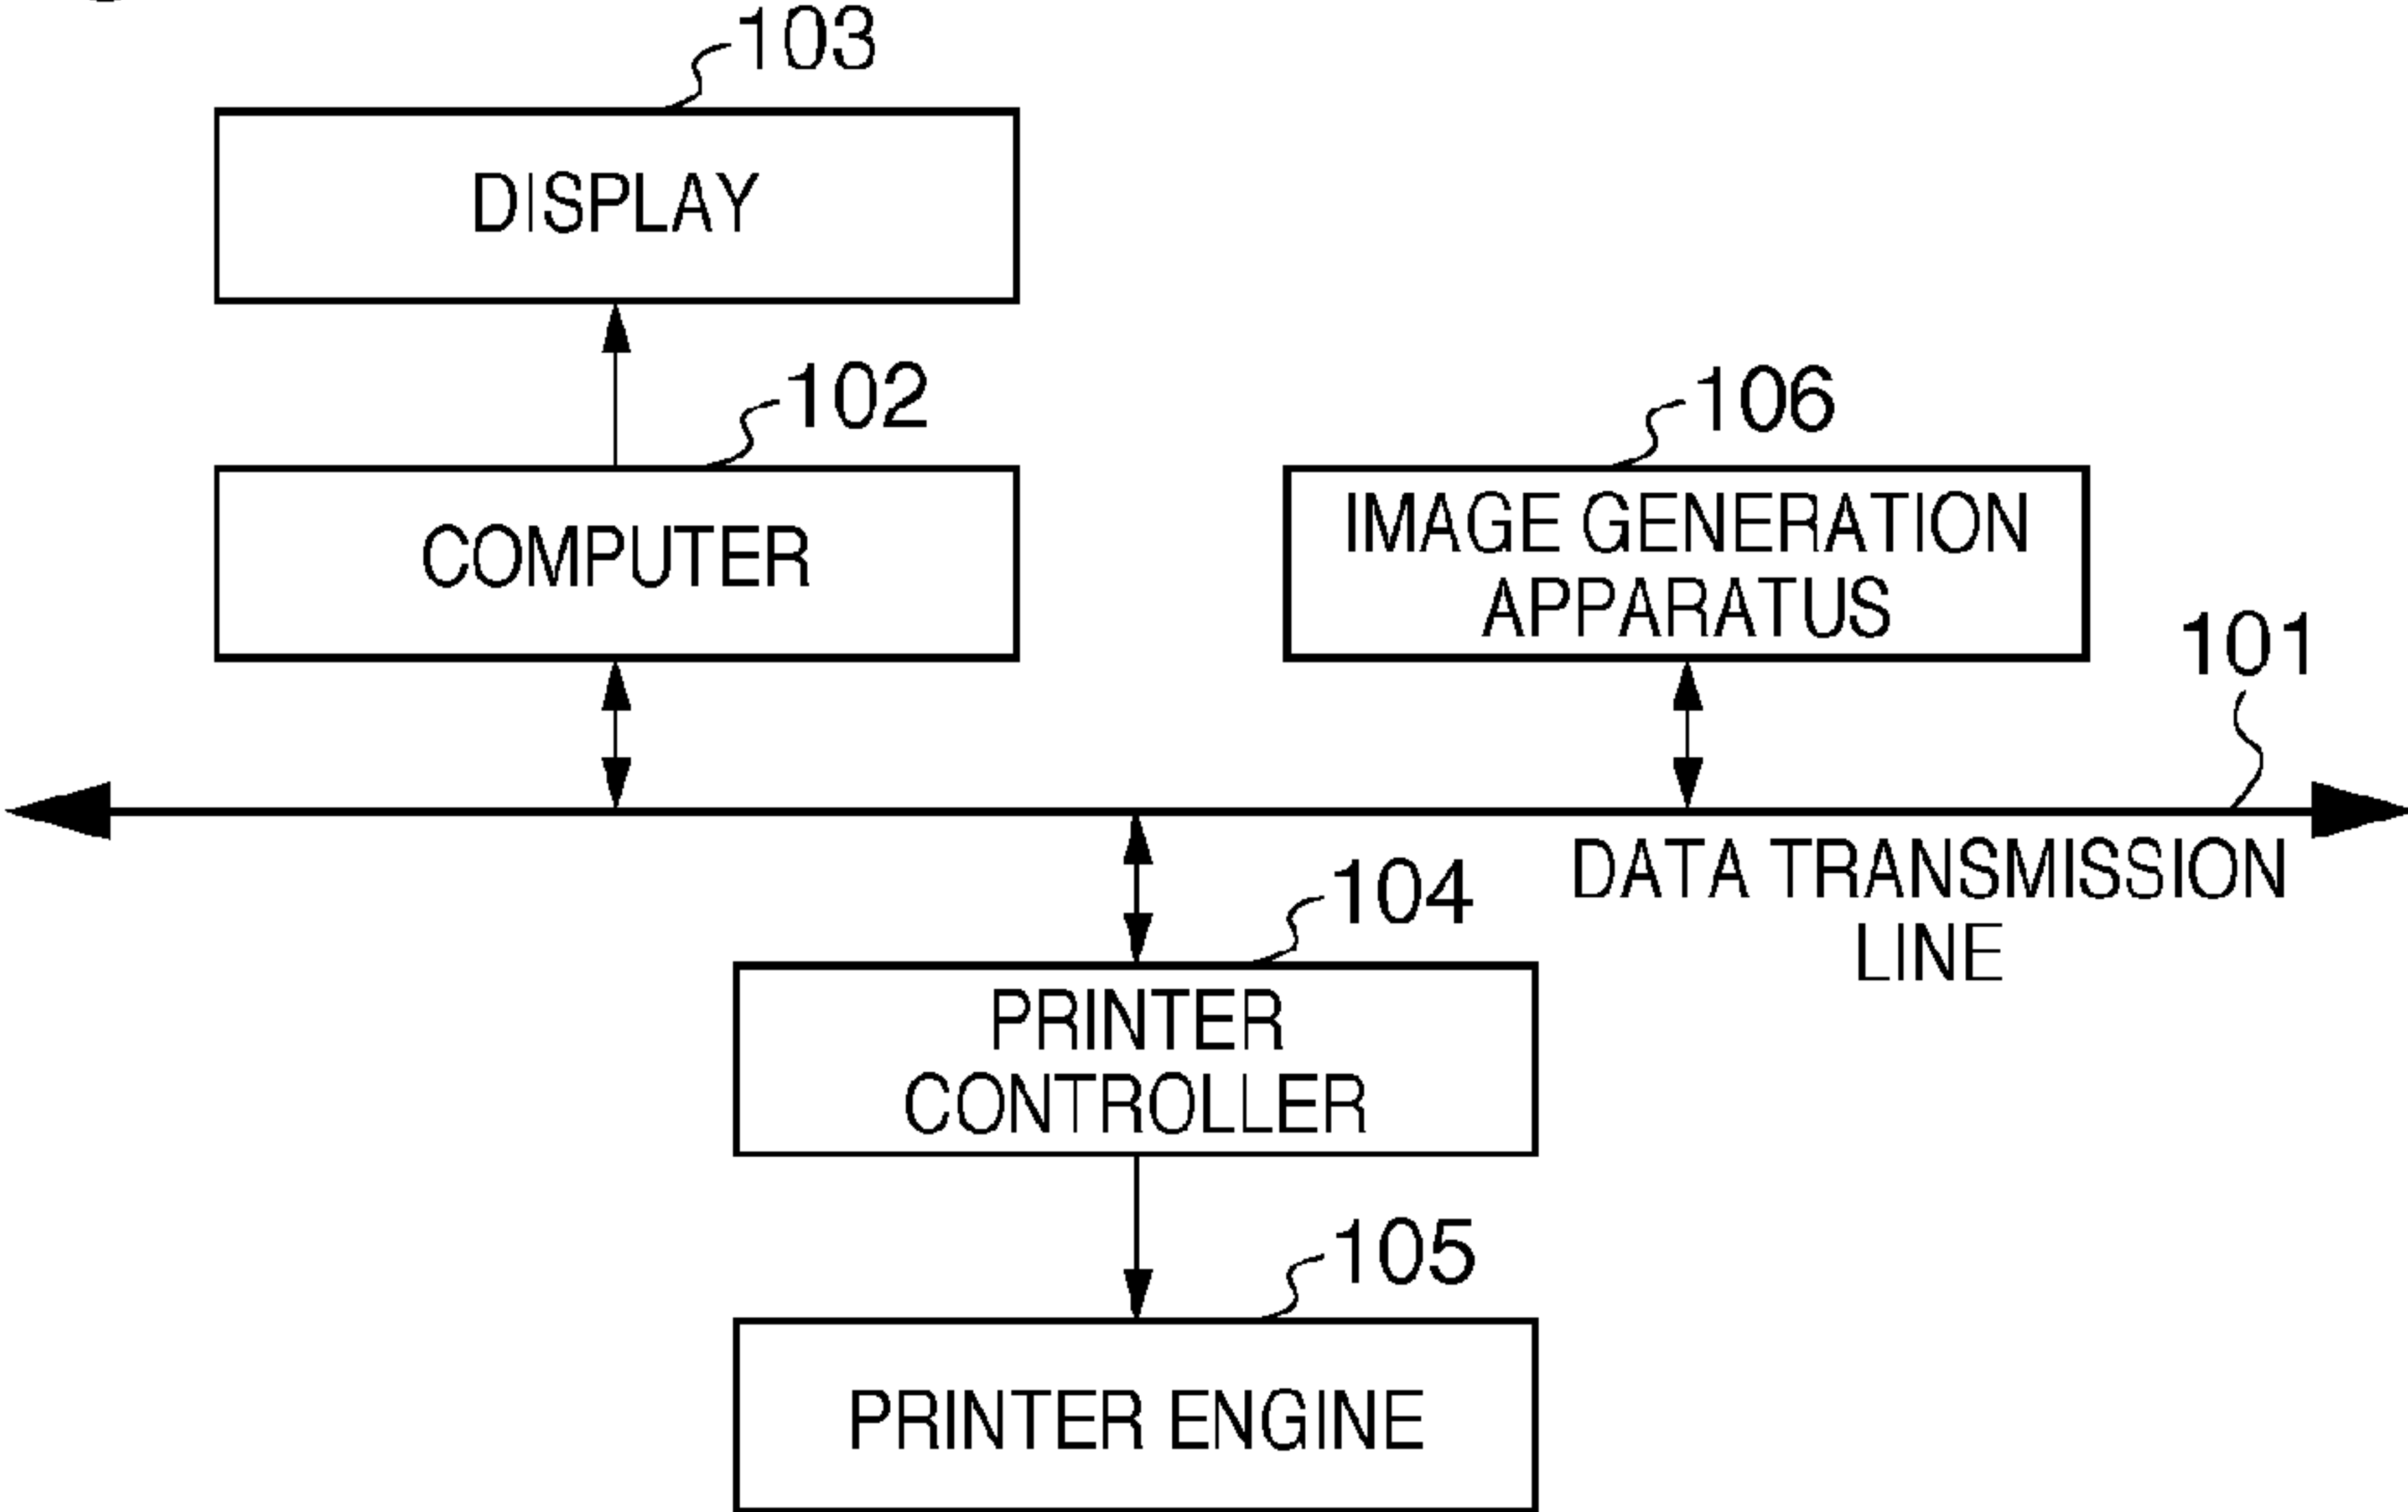 103
DISPLAY
102
COMPUTER
106
IMAGE GENERATION
APPARATUS
101
DATA TRANSMISSION
LINE
104
PRINTER
CONTROLLER
105
PRINTER ENGINE